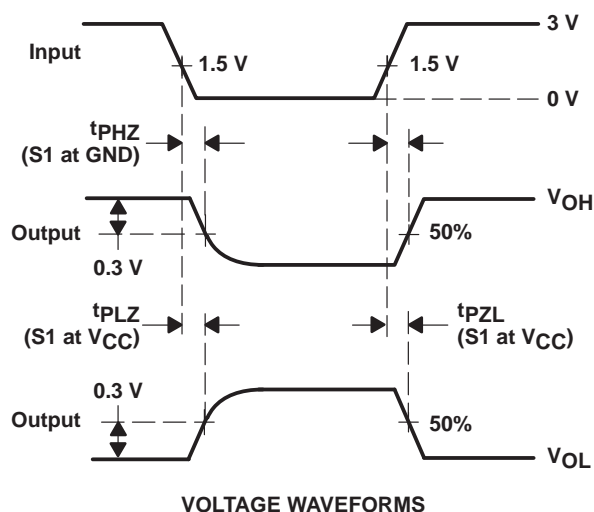 3 V
Input
1.5 V
1.5 V
0 V
tPHZ
(S1 at GND)
VOH
Output
50%
0.3 V
tPLZ
(S1 at VCC)
tPZL
(S1 at VCC)
0.3 V
Output
50%
VOL
VOLTAGE WAVEFORMS